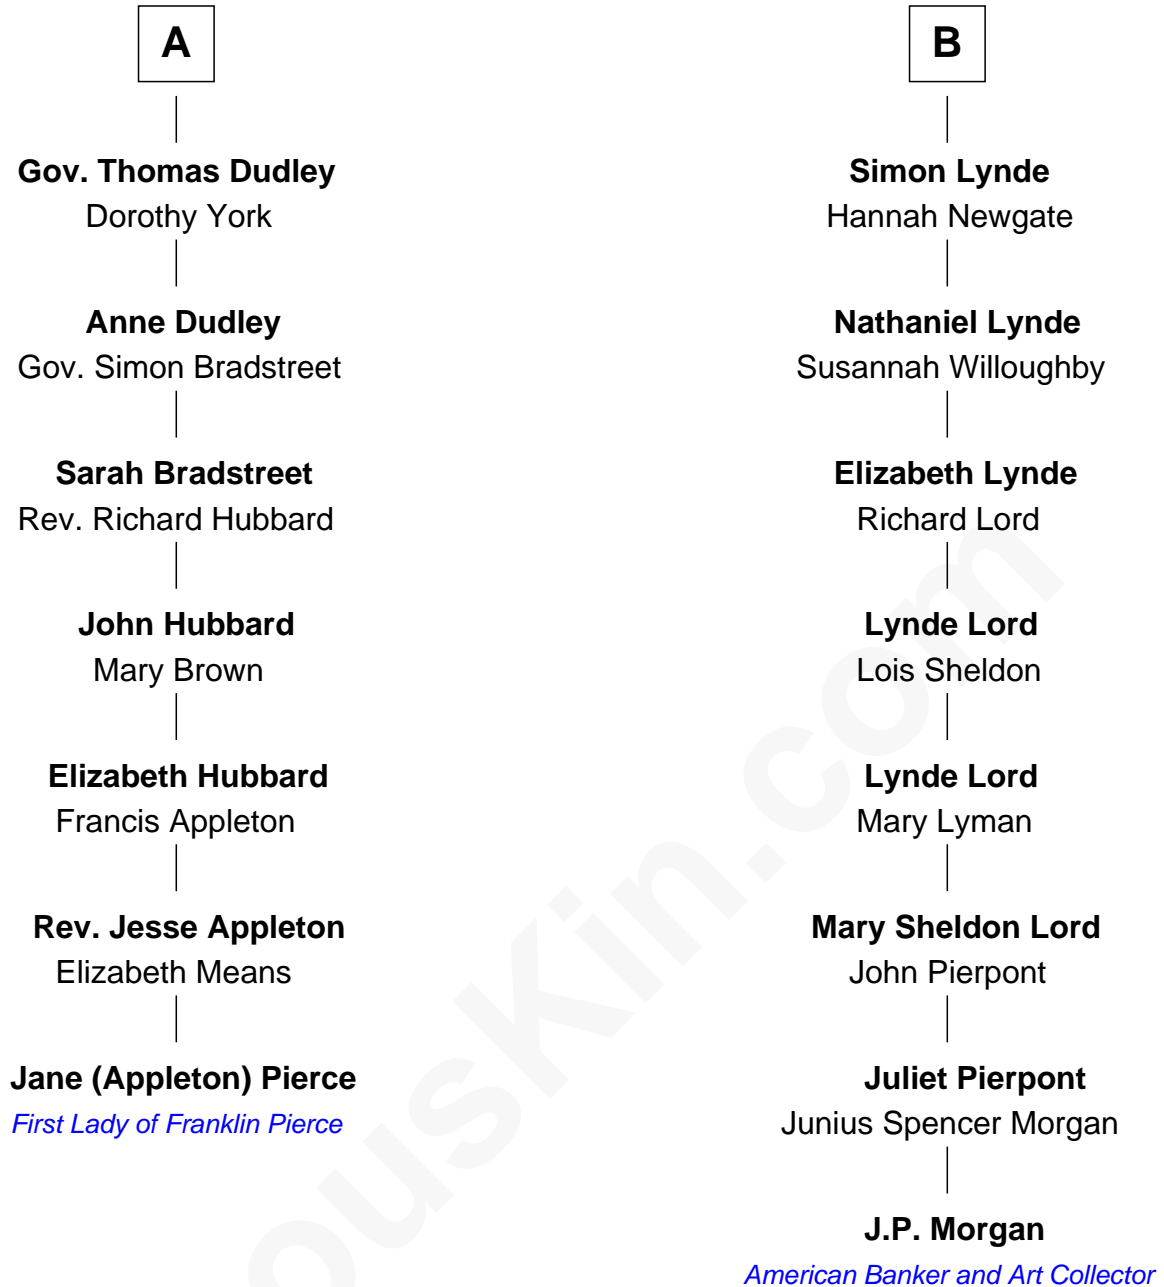 A
Gov. Thomas Dudley
Dorothy York
Anne Dudley
Gov. Simon Bradstreet
Sarah Bradstreet
Rev. Richard Hubbard
John Hubbard
Mary Brown
Elizabeth Hubbard
Francis Appleton
Rev. Jesse Appleton
Elizabeth Means
Jane (Appleton) Pierce
First Lady of Franklin Pierce
B
Simon Lynde
Hannah Newgate
Nathaniel Lynde
Susannah Willoughby
Elizabeth Lynde
Richard Lord
Lynde Lord
Lois Sheldon
Lynde Lord
Mary Lyman
Mary Sheldon Lord
John Pierpont
Juliet Pierpont
Junius Spencer Morgan
J.P. Morgan
American Banker and Art Collector
ousKin.com